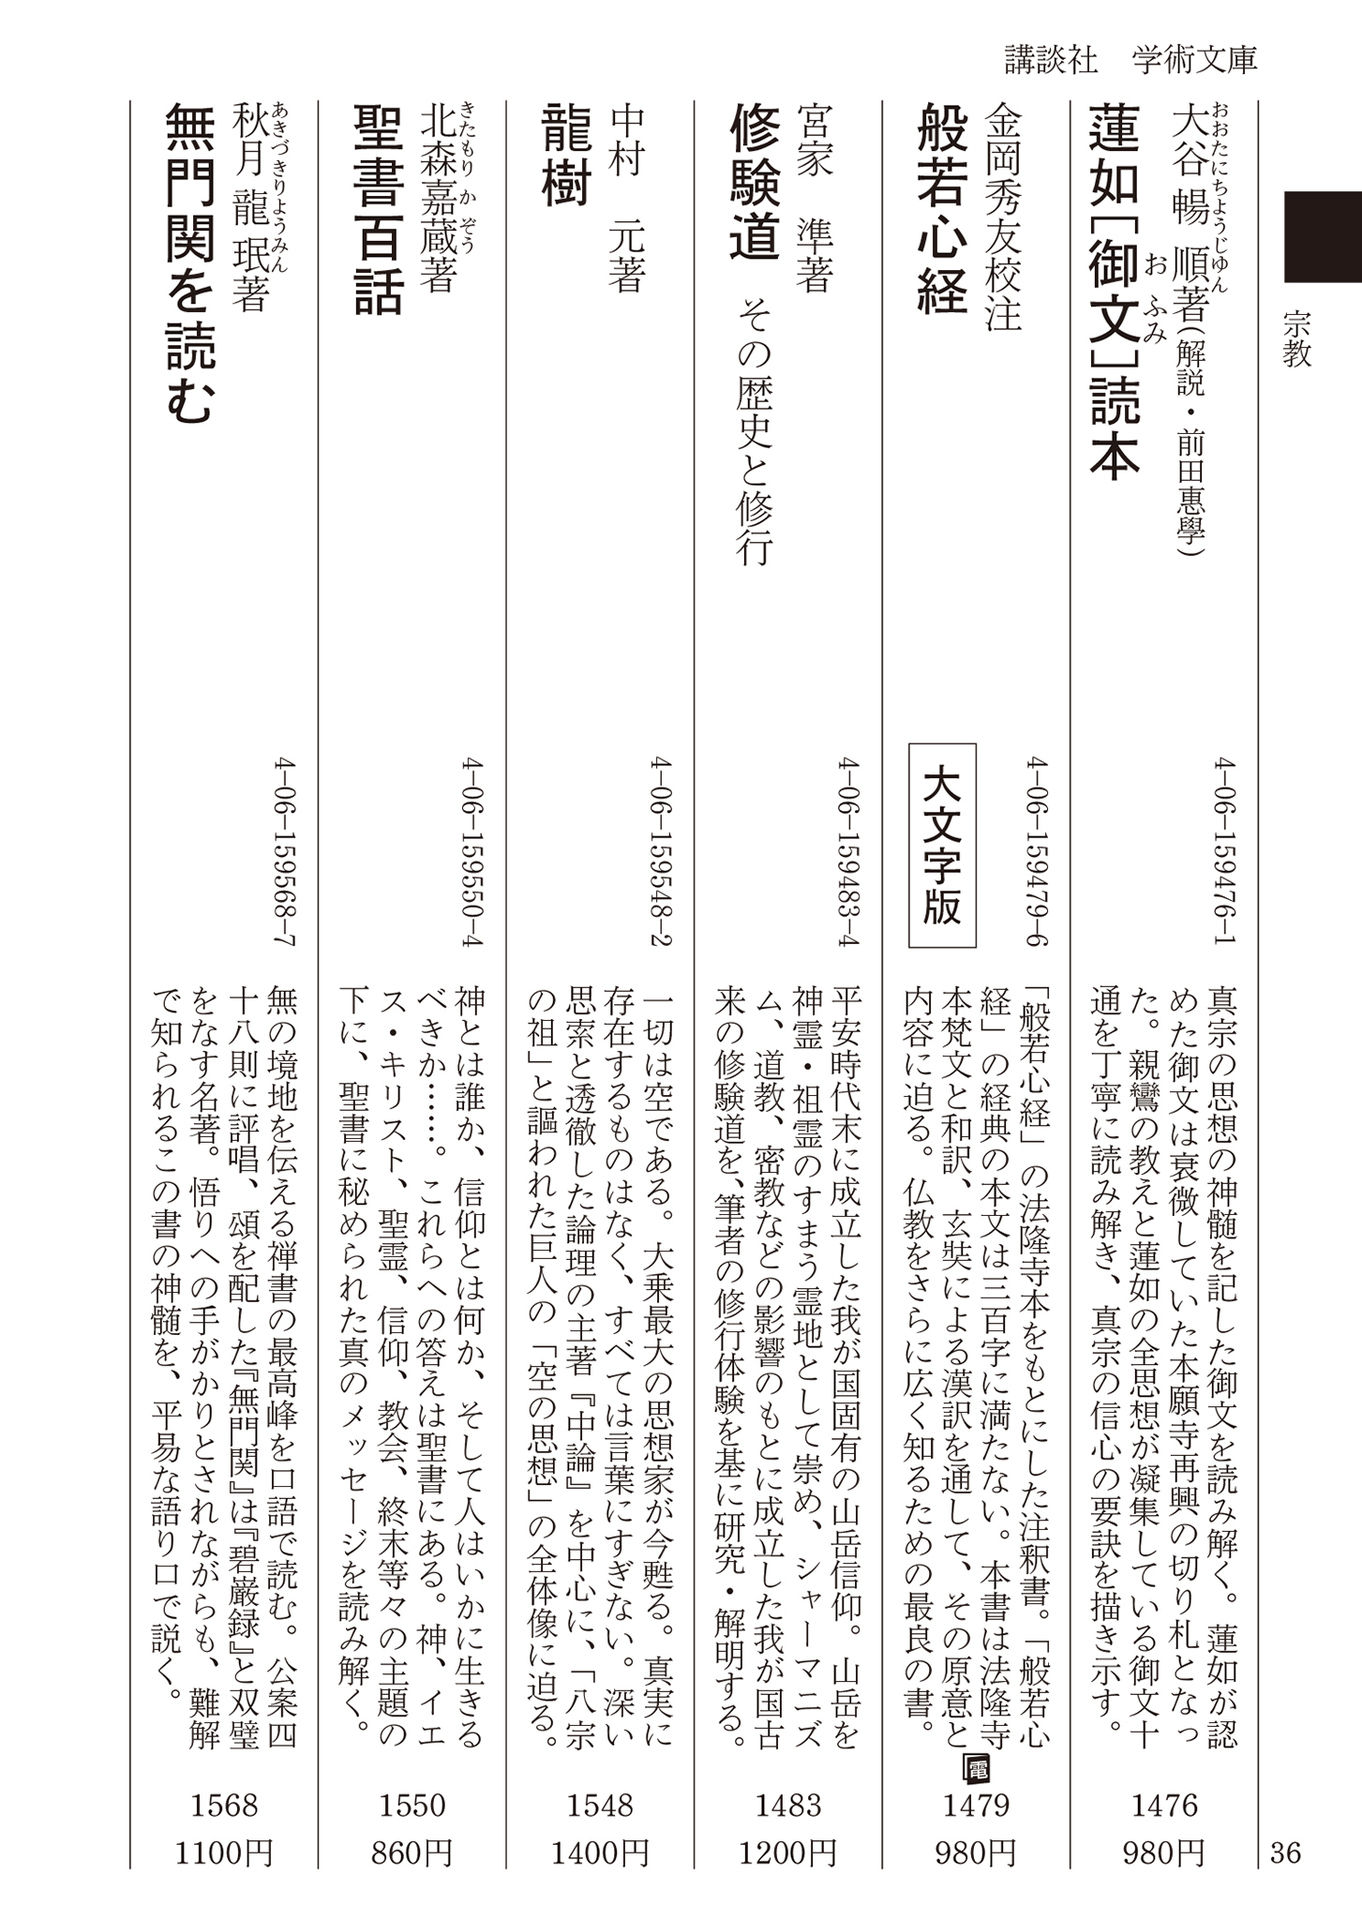 講談社　学術文庫
宗教
大谷暢順著(解説・前田惠學)
おおたにちようじゆん
蓮如[御文]読本
おふみ
4-06-159476-1
真宗の思想の神髄を記した御文を読み解く。蓮如が認
めた御文は衰微していた本願寺再興の切り札となっ
た。親鸞の教えと蓮如の全思想が凝集している御文十
通を丁寧に読み解き、真宗の信心の要訣を描き示す。
1476
980円
金岡秀友校注
般若心経
4-06-159479-6
大文字版
「般若心経」の法隆寺本をもとにした注釈書。「般若心
経」の経典の本文は三百字に満たない。本書は法隆寺
本梵文と和訳、玄奘による漢訳を通して、その原意と
内容に迫る。仏教をさらに広く知るための最良の書。
電
1479
980円
宮家　準著
修験道　その歴史と修行
4-06-159483-4
平安時代末に成立した我が国固有の山岳信仰。山岳を
神霊・祖霊のすまう霊地として崇め、シャーマニズ
ム、道教、密教などの影響のもとに成立した我が国古
来の修験道を、筆者の修行体験を基に研究・解明する。
1483
1200円
中村　元著
龍樹
4-06-159548-2
一切は空である。大乗最大の思想家が今甦る。真実に
存在するものはなく、すべては言葉にすぎない。深い
思索と透徹した論理の主著『中論』を中心に、「八宗
の祖」と謳われた巨人の「空の思想」の全体像に迫る。
1548
1400円
北森嘉蔵著
きたもりかぞう
聖書百話
4-06-159550-4
神とは誰か、信仰とは何か、そして人はいかに生きる
べきか……。これらへの答えは聖書にある。神、イエ
ス・キリスト、聖霊、信仰、教会、終末等々の主題の
下に、聖書に秘められた真のメッセージを読み解く。
1550
860円
秋月龍珉著
あきづきりようみん
無門関を読む
4-06-159568-7
無の境地を伝える禅書の最高峰を口語で読む。公案四
十八則に評唱、頌を配した『無門関』は『碧巌録』と双璧
をなす名著。悟りへの手がかりとされながらも、難解
で知られるこの書の神髄を、平易な語り口で説く。
1568
1100円
36